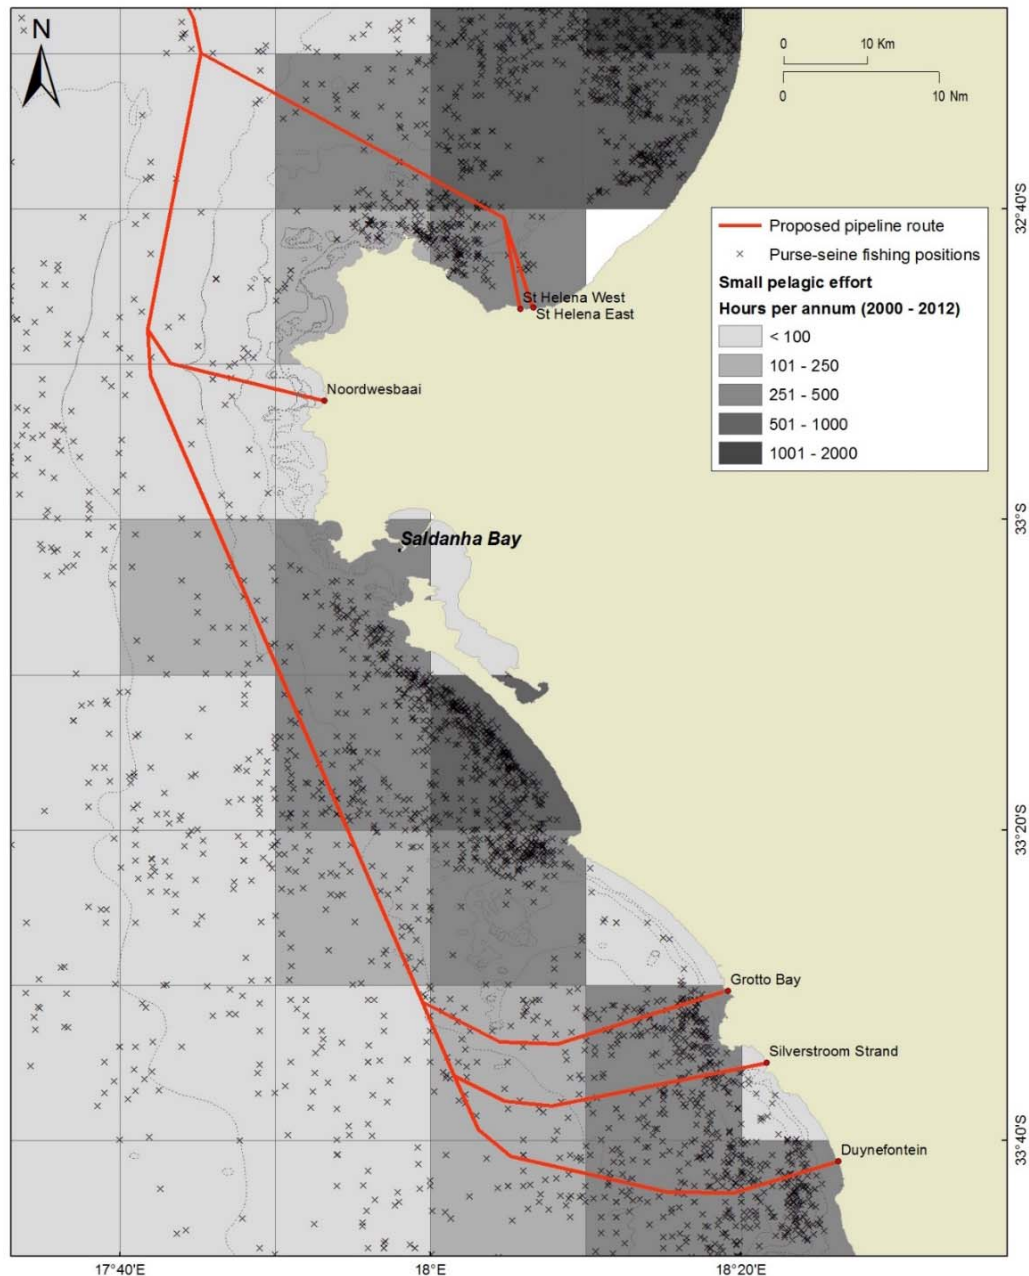 N
0 10 Km
0 10 Nm
32°40'S
Proposed pipeline route
Purse-seine fishing positions
Small pelagic effort
Hours per annum (2000 - 2012)
< 100
101 - 250
251 - 500
501 - 1000
1001 - 2000
St Helena West
St Helena East
Noordwesbaai
33°S
Saldanha Bay
33°20'S
Grotto Bay
Silverstroom Strand
33°40'S
Duynefontein
17°40'E 18°E 18°20'E